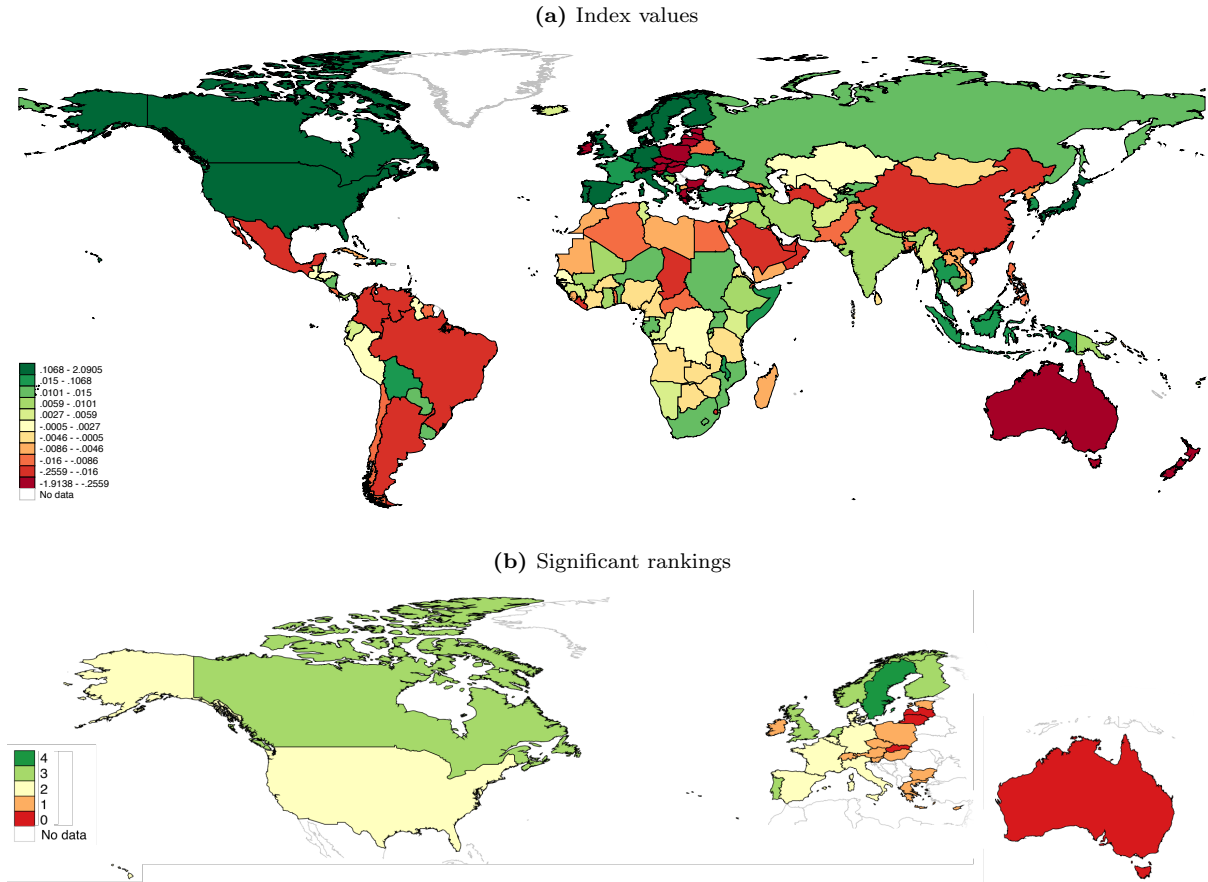 (a) Index values
.1068 - 2.0905
.015 - .1068
.0101 - .015
.0059 - .0101
.0027 - .0059
-.0005 - .0027
-.0046 - -.0005
-.0086 - -.0046
-.016 - -.0086
-.2559 - -.016
-1.9138 - -.2559
No data
(b) Significant rankings
4
3
2
1
0
No data